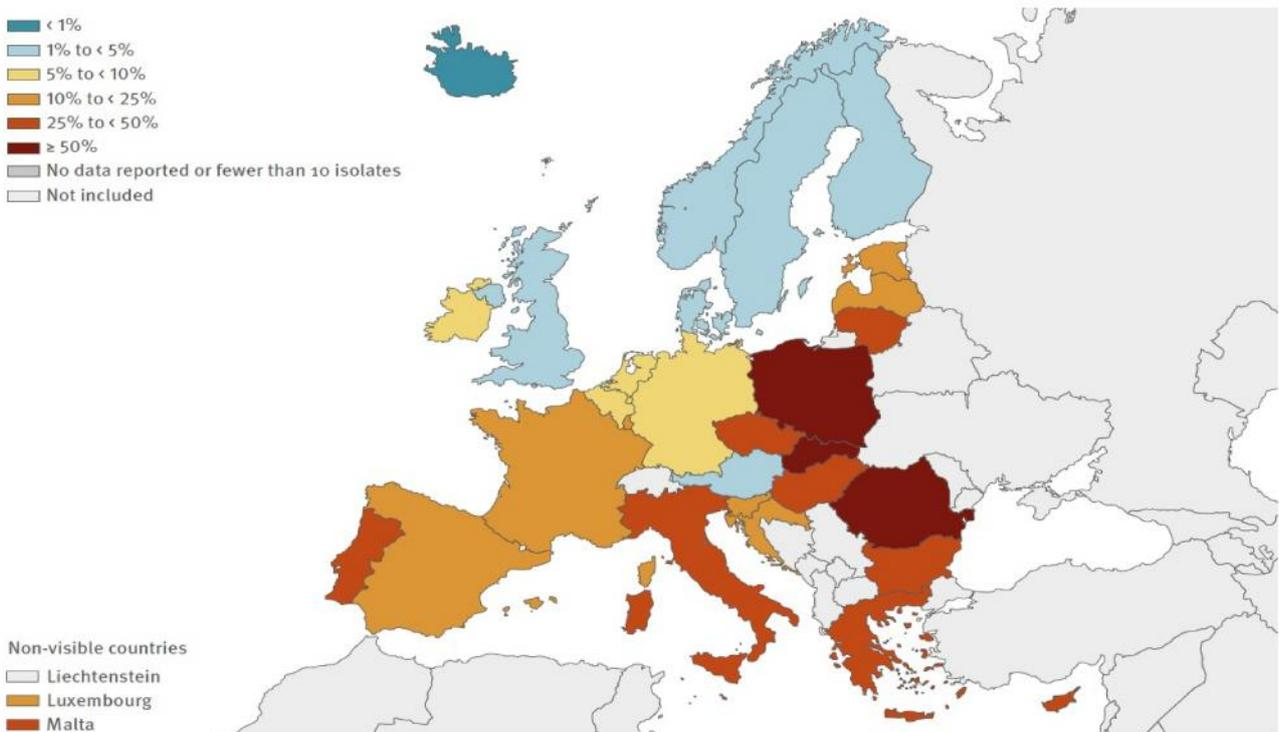 < 1%
1% to < 5%
5% to < 10%
10% to < 25%
25% to < 50%
≥ 50%
No data reported or fewer than 10 isolates
Not included
Non-visible countries
Liechtenstein
Luxembourg
Malta